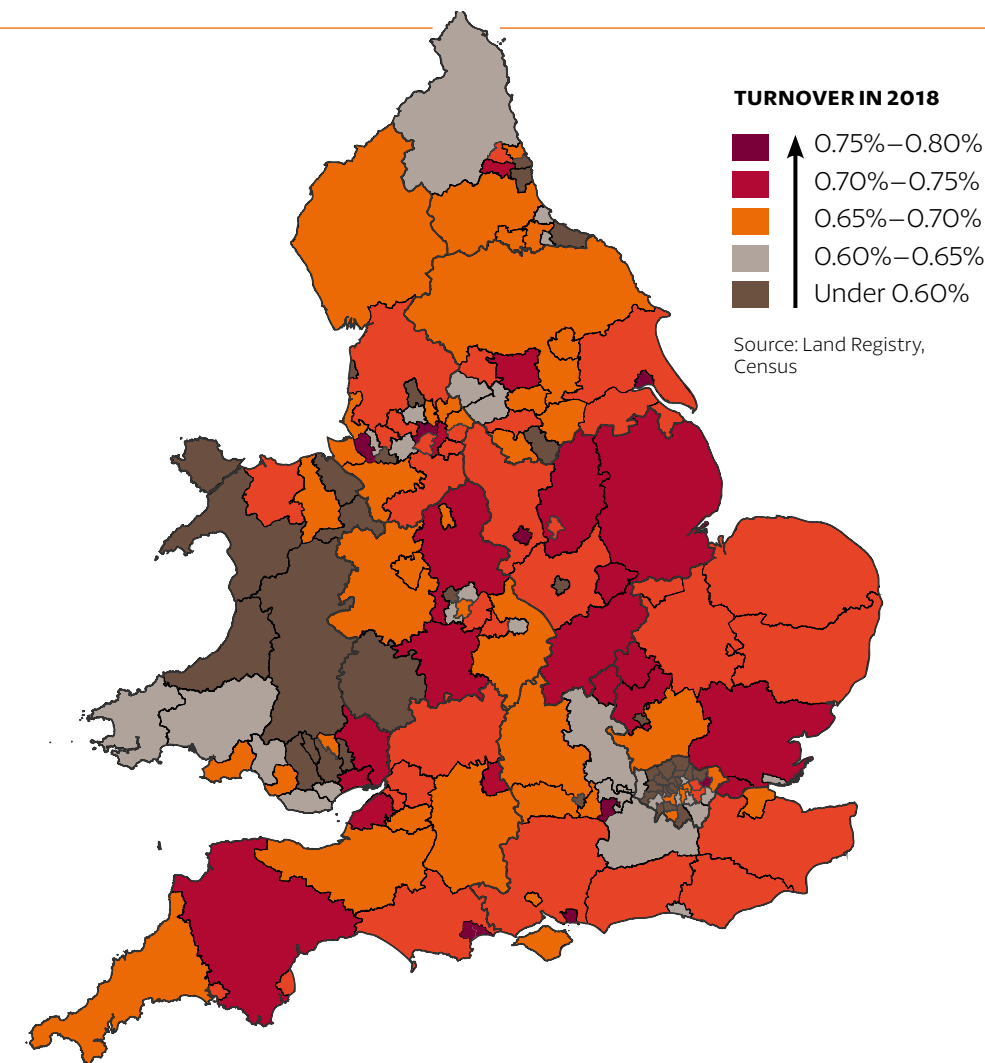 TURNOVER IN 2018
0.75%–0.80%
0.70%–0.75%
0.65%–0.70%
0.60%–0.65%
Under 0.60%
Source: Land Registry,
Census